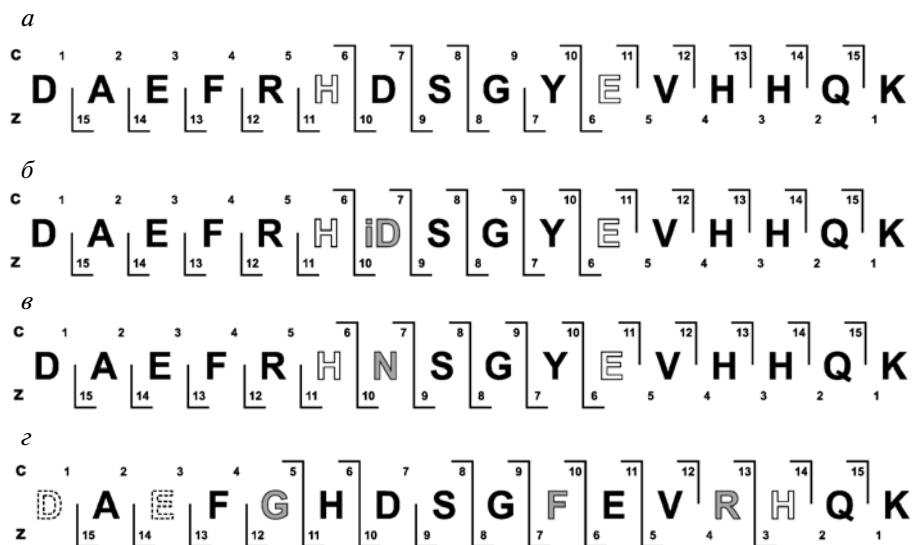 а
c 1 2 3 4 5 6 7 8 9 10 11 12 13 14 15
D A E F R H D S G Y E V H H Q K
z 15 14 13 12 11 10 9 8 7 6 5 4 3 2 1
б
c 1 2 3 4 5 6 7 8 9 10 11 12 13 14 15
D A E F R H iD S G Y E V H H Q K
z 15 14 13 12 11 10 9 8 7 6 5 4 3 2 1
в
c 1 2 3 4 5 6 7 8 9 10 11 12 13 14 15
D A E F R H N S G Y E V H H Q K
z 15 14 13 12 11 10 9 8 7 6 5 4 3 2 1
г
c 1 2 3 4 5 6 7 8 9 10 11 12 13 14 15
D A E F G H D S G F E V R H Q K
z 15 14 12 11 10 9 8 7 6 5 4 3 2 1